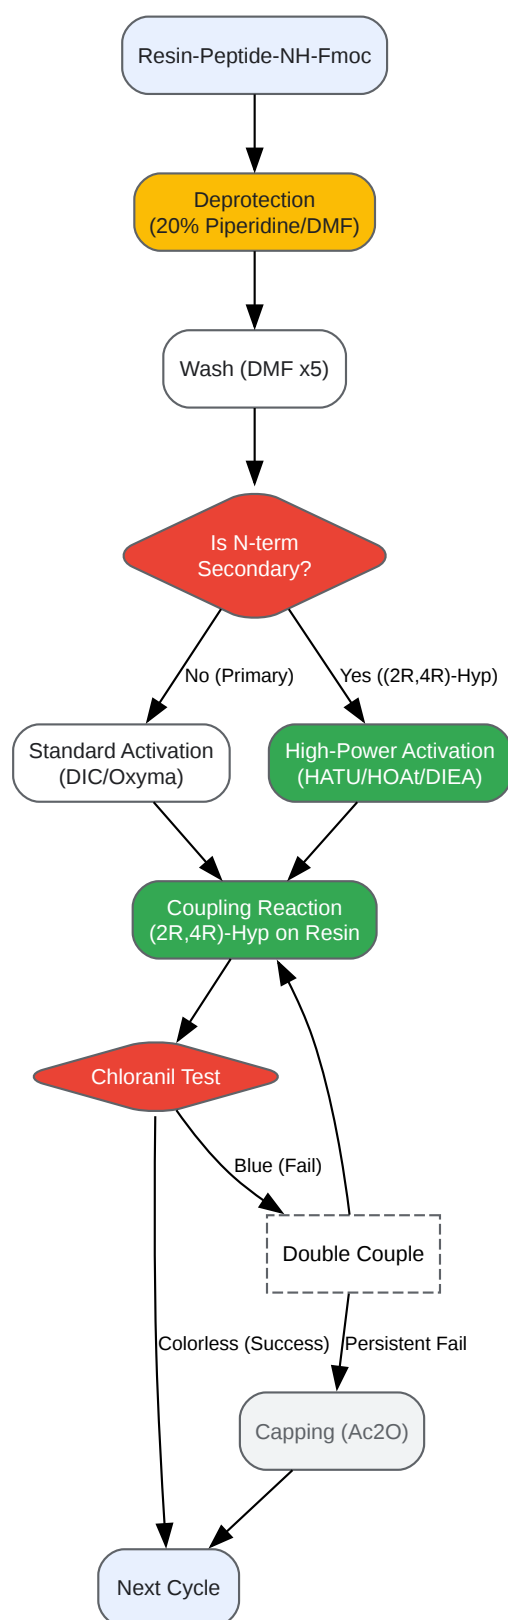 Resin-Peptide-NH-Fmoc
Deprotection
(20% Piperidine/DMF)
Wash (DMF x5)
Is N-term
Secondary?
No (Primary)
Yes ((2R,4R)-Hyp)
Standard Activation
(DIC/Oxyma)
High-Power Activation
(HATU/HOAt/DIEA)
Coupling Reaction
(2R,4R)-Hyp on Resin
Chloranil Test
Blue (Fail)
Double Couple
Colorless (Success)
Persistent Fail
Capping (Ac2O)
Next Cycle